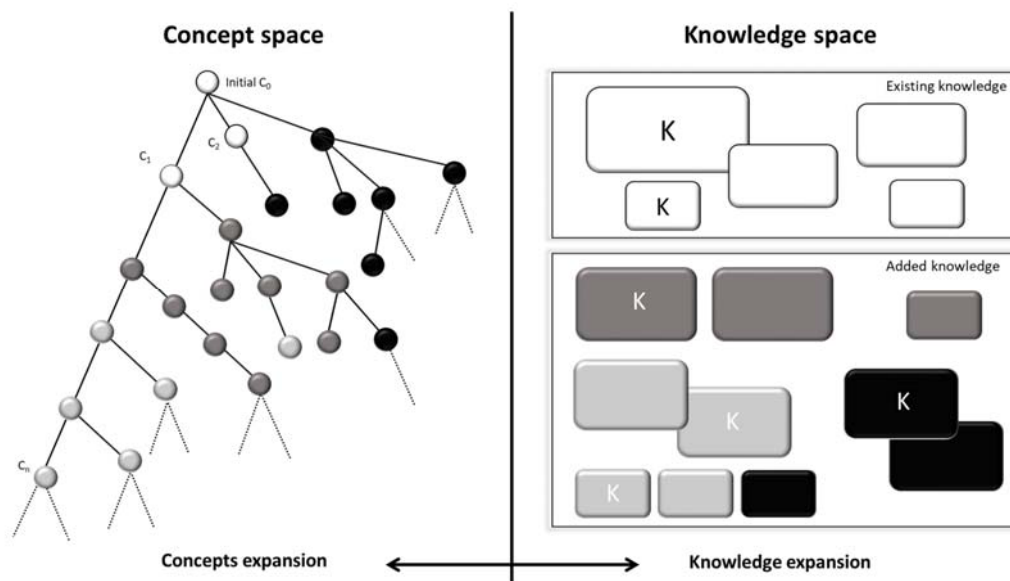 Concept space
Knowledge space
Initial C₀
C₁
C₂
Cₙ
Existing knowledge
K
K
Added knowledge
K
K
K
K
Concepts expansion
Knowledge expansion